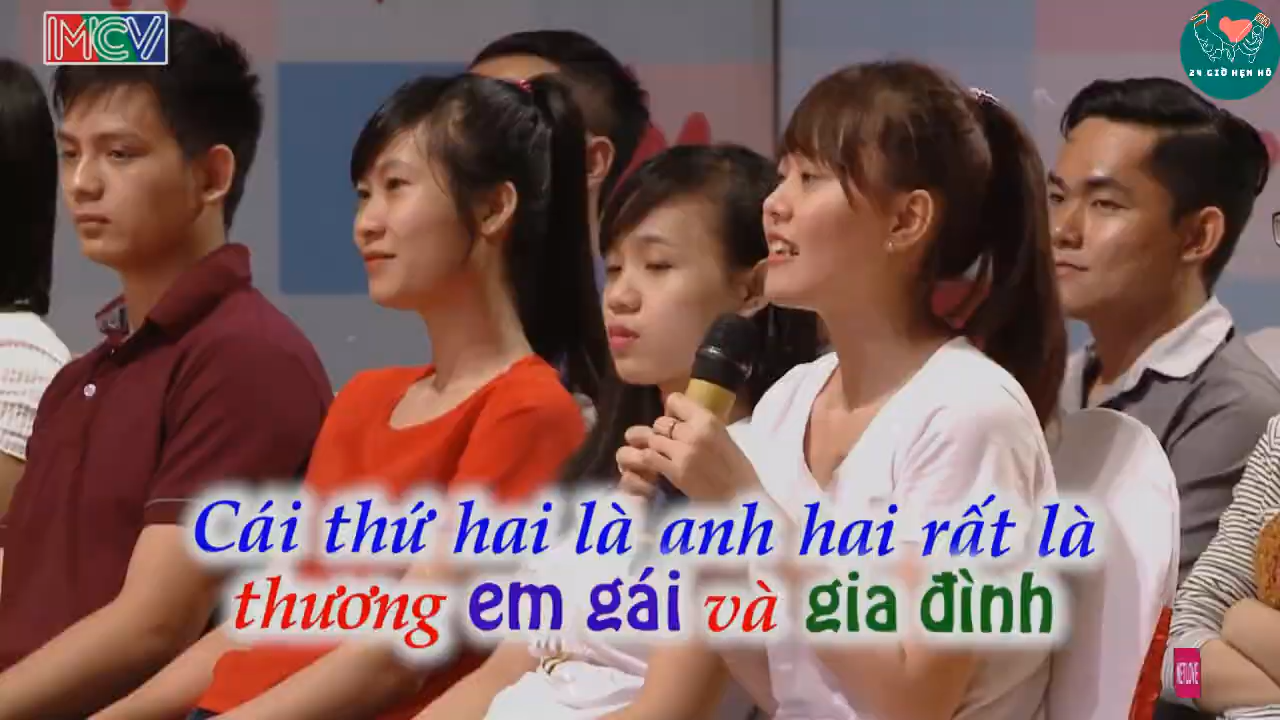 MCV
24 GIỜ HẸN HÒ
Cái thứ hai là anh hai rất là
thương em gái và gia đình
NETLOVE